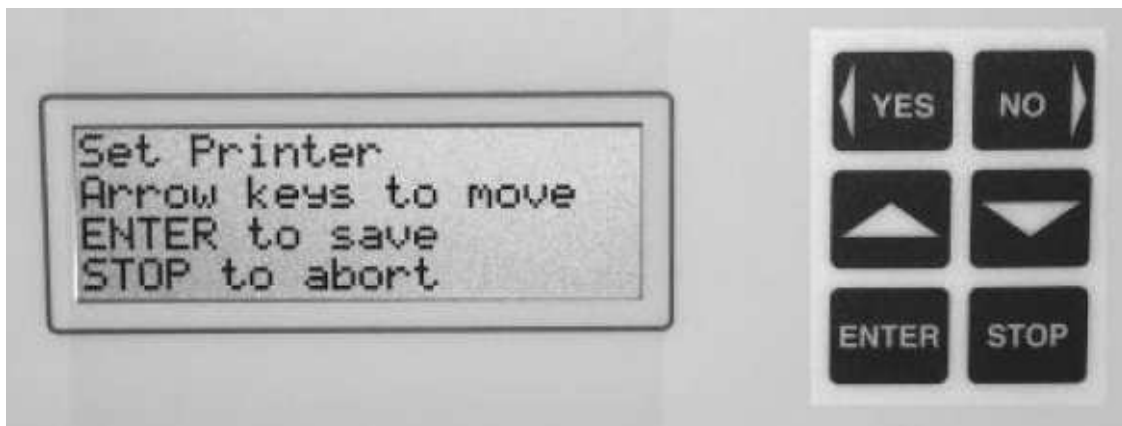 Set Printer
Arrow keys to move
ENTER to save
STOP to abort
YES
NO
ENTER
STOP